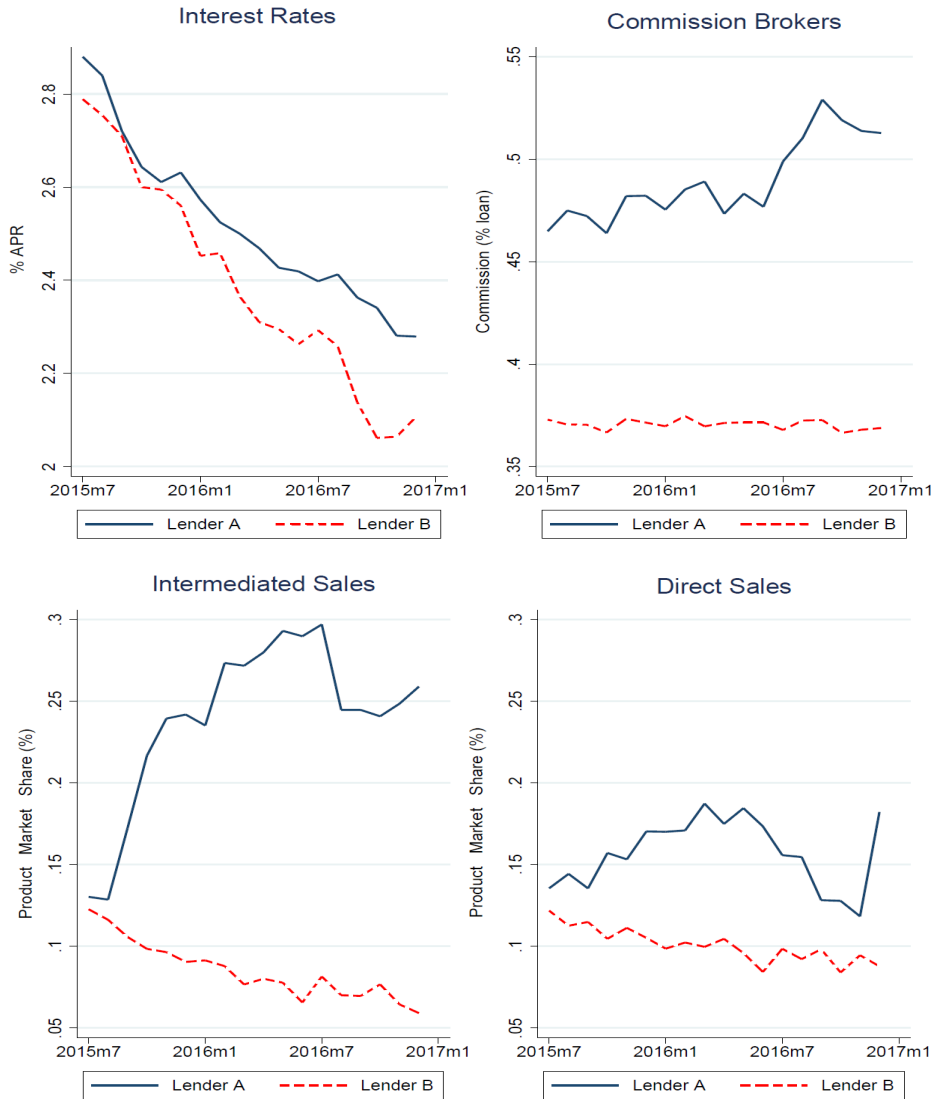 Interest Rates
% APR
2.8
2.6
2.4
2.2
2
2015m7 2016m1 2016m7 2017m1
Lender A Lender B
Commission Brokers
Commission (% loan)
.55
.5
.45
.4
.35
2015m7 2016m1 2016m7 2017m1
Lender A Lender B
Intermediated Sales
Product Market Share (%)
.3
.25
.2
.15
.1
.05
2015m7 2016m1 2016m7 2017m1
Lender A Lender B
Direct Sales
Product Market Share (%)
.3
.25
.2
.15
.1
.05
2015m7 2016m1 2016m7 2017m1
Lender A Lender B